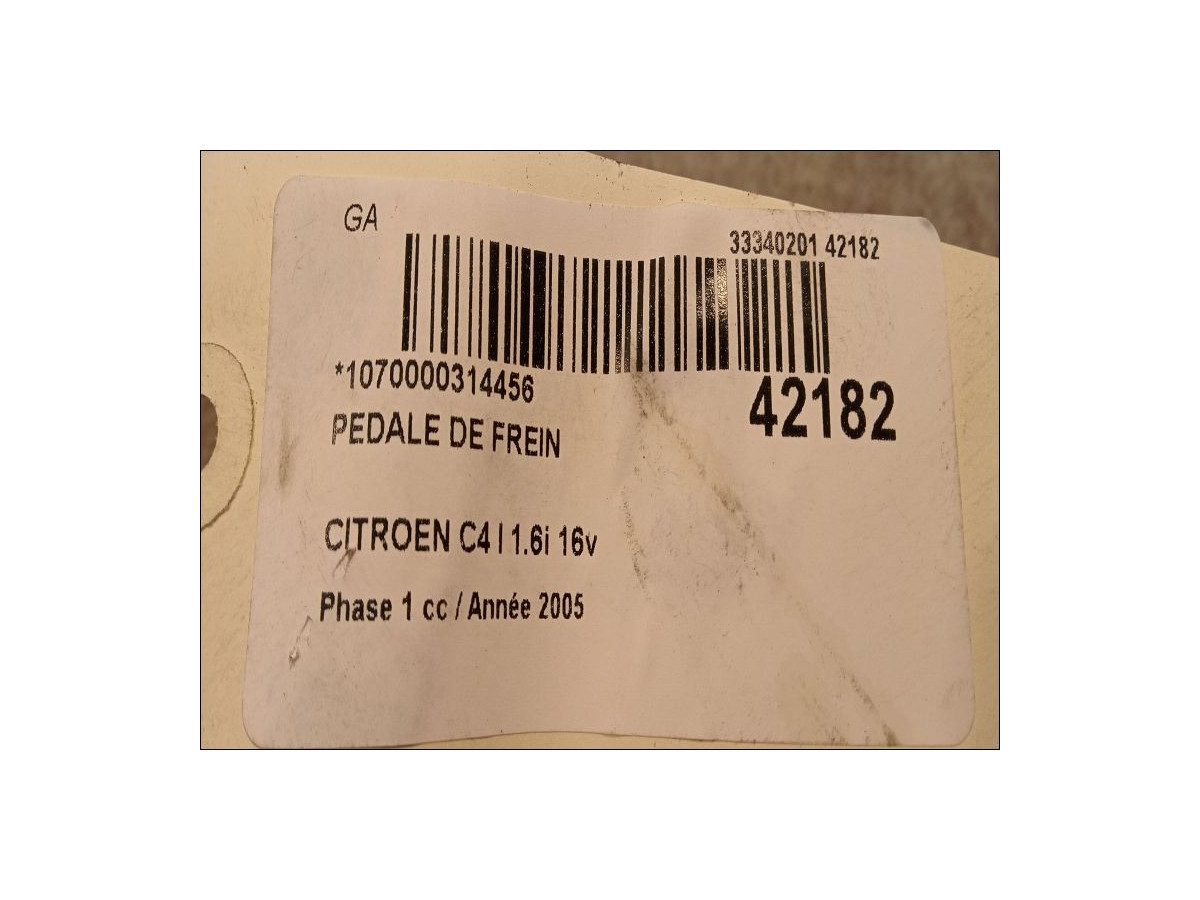 GA
33340201 42182
*1070000314456
42182
PEDALE DE FREIN
CITROEN C4 I 1.6i 16v
Phase 1 cc / Année 2005